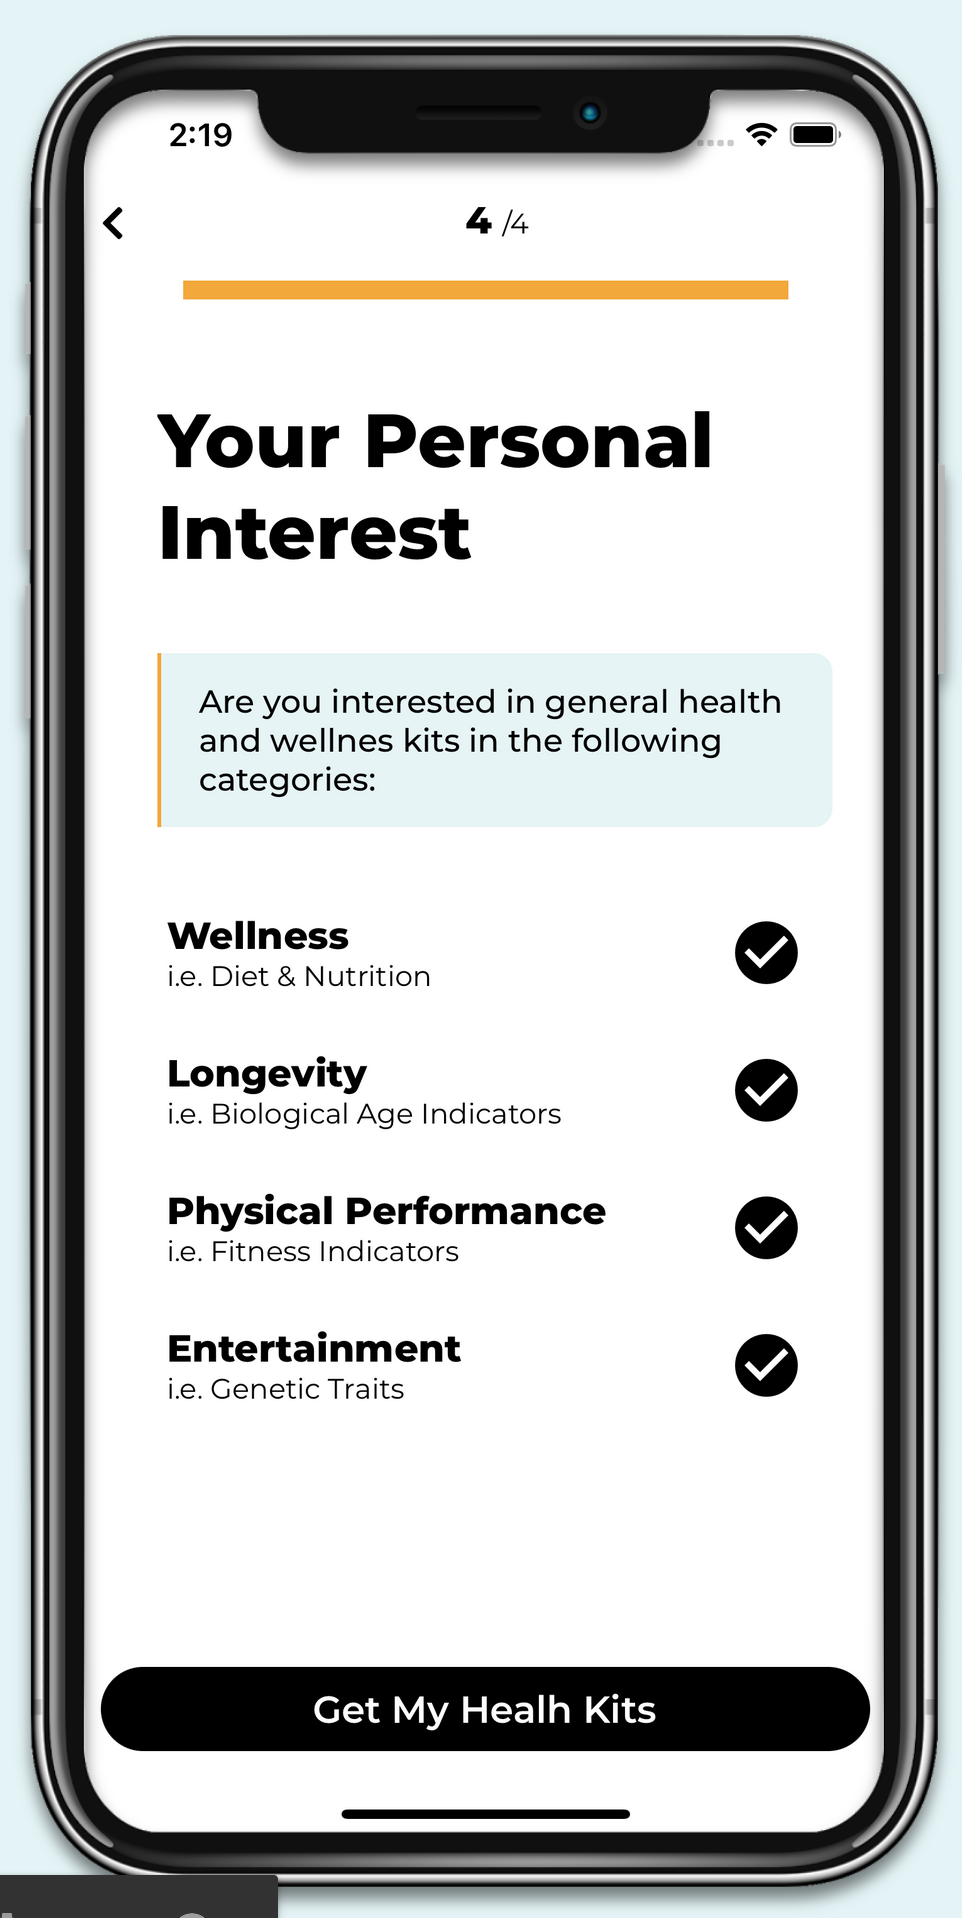 2:19
4 /4
Your Personal
Interest
Are you interested in general health
and wellnes kits in the following
categories:
Wellness
i.e. Diet & Nutrition
Longevity
i.e. Biological Age Indicators
Physical Performance
i.e. Fitness Indicators
Entertainment
i.e. Genetic Traits
Get My Healh Kits